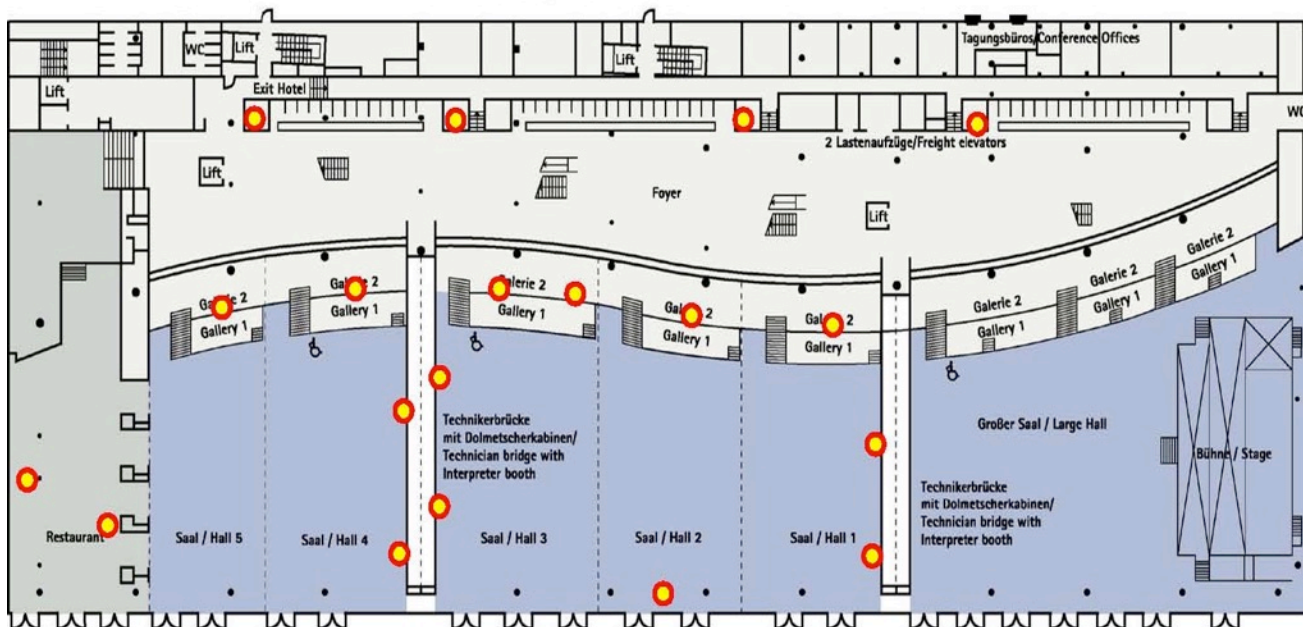 Tagungsbüros/Conference Offices
WC
Lift
Lift
Lift
Exit Hotel
WC
2 Lastenaufzüge/Freight elevators
Lift
Foyer
Lift
Galerie 2
Gallery 1
Galerie 2
Gallery 1
Galerie 2
Gallery 1
Galerie 2
Gallery 1
Galerie 2
Gallery 1
Galerie 2
Gallery 1
Galerie 2
Gallery 1
Galerie 2
Gallery 1
Technikerbrücke
mit Dolmetscherkabinen/
Technician bridge with
Interpreter booth
Großer Saal / Large Hall
Bühne / Stage
Technikerbrücke
mit Dolmetscherkabinen/
Technician bridge with
Interpreter booth
Restaurant
Saal / Hall 5
Saal / Hall 4
Saal / Hall 3
Saal / Hall 2
Saal / Hall 1